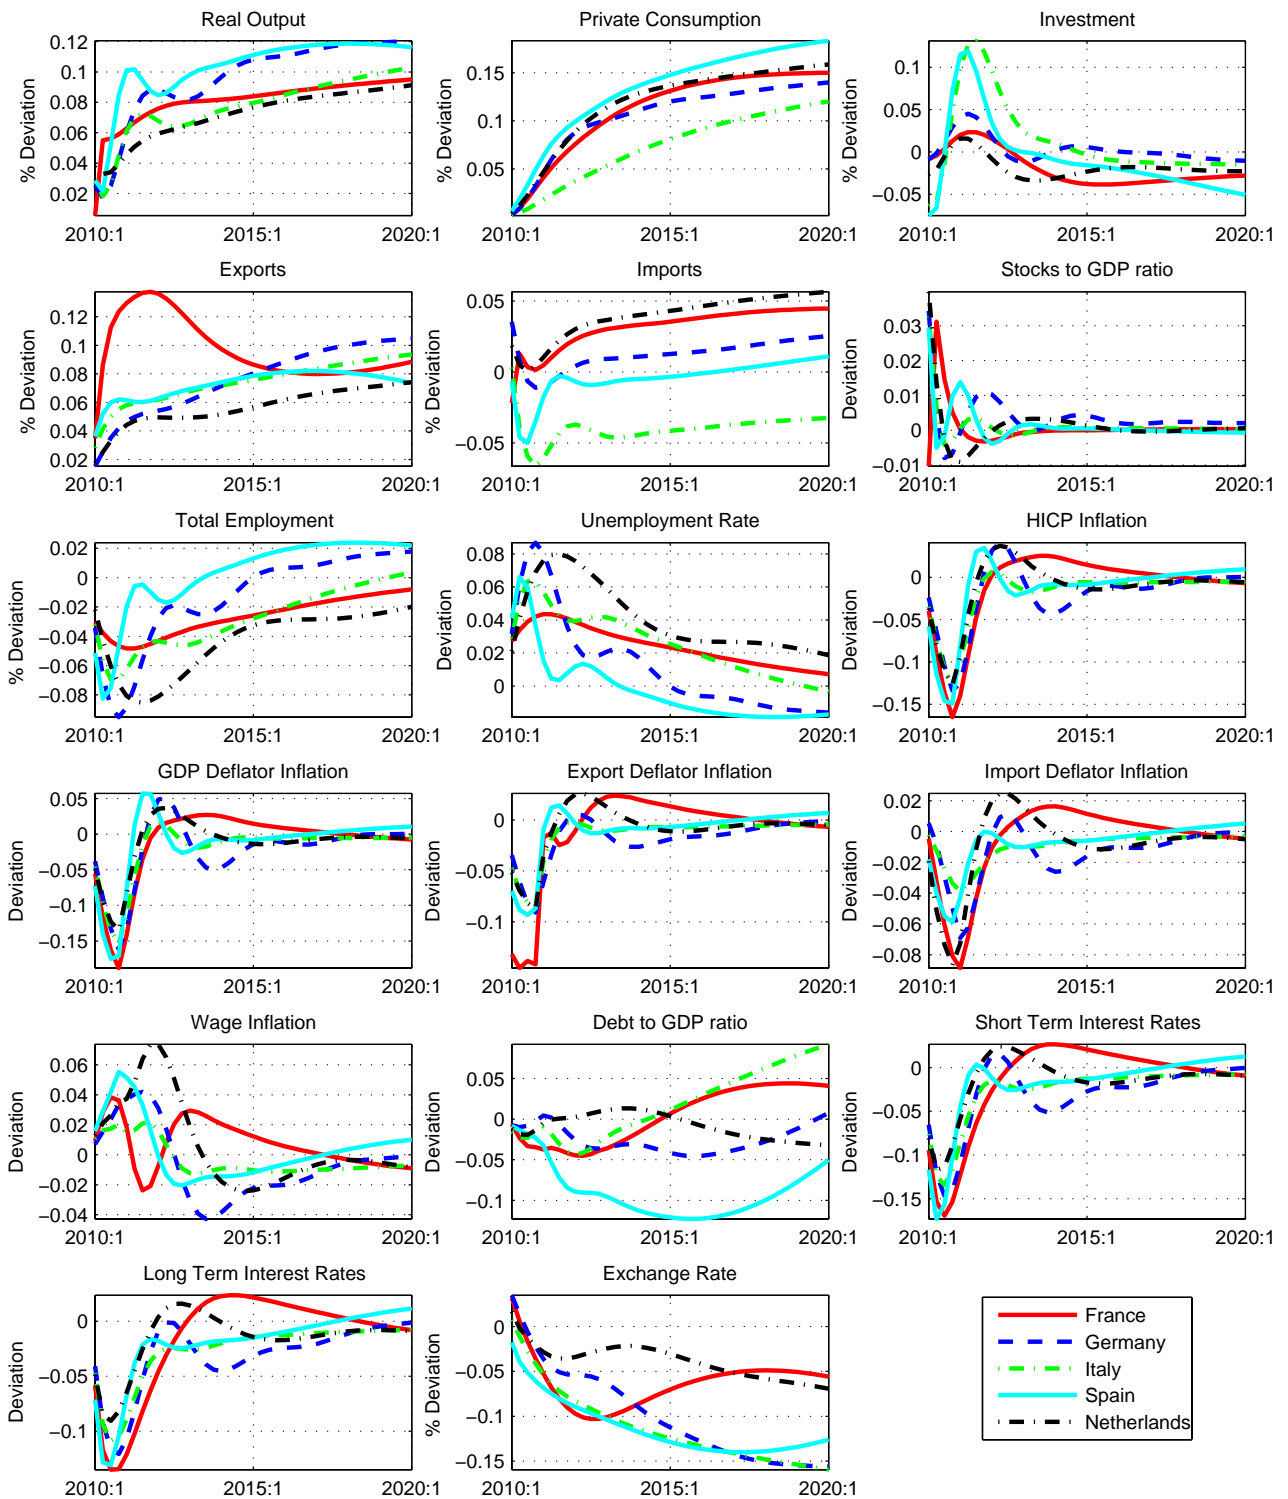 Real Output
% Deviation
0.12
0.1
0.08
0.06
0.04
0.02
2010:1 2015:1 2020:1
Private Consumption
% Deviation
0.15
0.1
0.05
2010:1 2015:1 2020:1
Investment
% Deviation
0.1
0.05
0
−0.05
2010:1 2015:1 2020:1
Exports
% Deviation
0.12
0.1
0.08
0.06
0.04
0.02
2010:1 2015:1 2020:1
Imports
% Deviation
0.05
0
−0.05
2010:1 2015:1 2020:1
Stocks to GDP ratio
Deviation
0.03
0.02
0.01
0
−0.01
2010:1 2015:1 2020:1
Total Employment
% Deviation
0.02
0
−0.02
−0.04
−0.06
−0.08
2010:1 2015:1 2020:1
Unemployment Rate
Deviation
0.08
0.06
0.04
0.02
0
2010:1 2015:1 2020:1
HICP Inflation
Deviation
0
−0.05
−0.1
−0.15
2010:1 2015:1 2020:1
GDP Deflator Inflation
Deviation
0.05
0
−0.05
−0.1
−0.15
2010:1 2015:1 2020:1
Export Deflator Inflation
Deviation
0
−0.05
−0.1
2010:1 2015:1 2020:1
Import Deflator Inflation
Deviation
0.02
0
−0.02
−0.04
−0.06
−0.08
2010:1 2015:1 2020:1
Wage Inflation
Deviation
0.06
0.04
0.02
0
−0.02
−0.04
2010:1 2015:1 2020:1
Debt to GDP ratio
Deviation
0.05
0
−0.05
−0.1
2010:1 2015:1 2020:1
Short Term Interest Rates
Deviation
0
−0.05
−0.1
−0.15
2010:1 2015:1 2020:1
Long Term Interest Rates
Deviation
0
−0.05
−0.1
2010:1 2015:1 2020:1
Exchange Rate
% Deviation
0
−0.05
−0.1
−0.15
2010:1 2015:1 2020:1
France
Germany
Italy
Spain
Netherlands